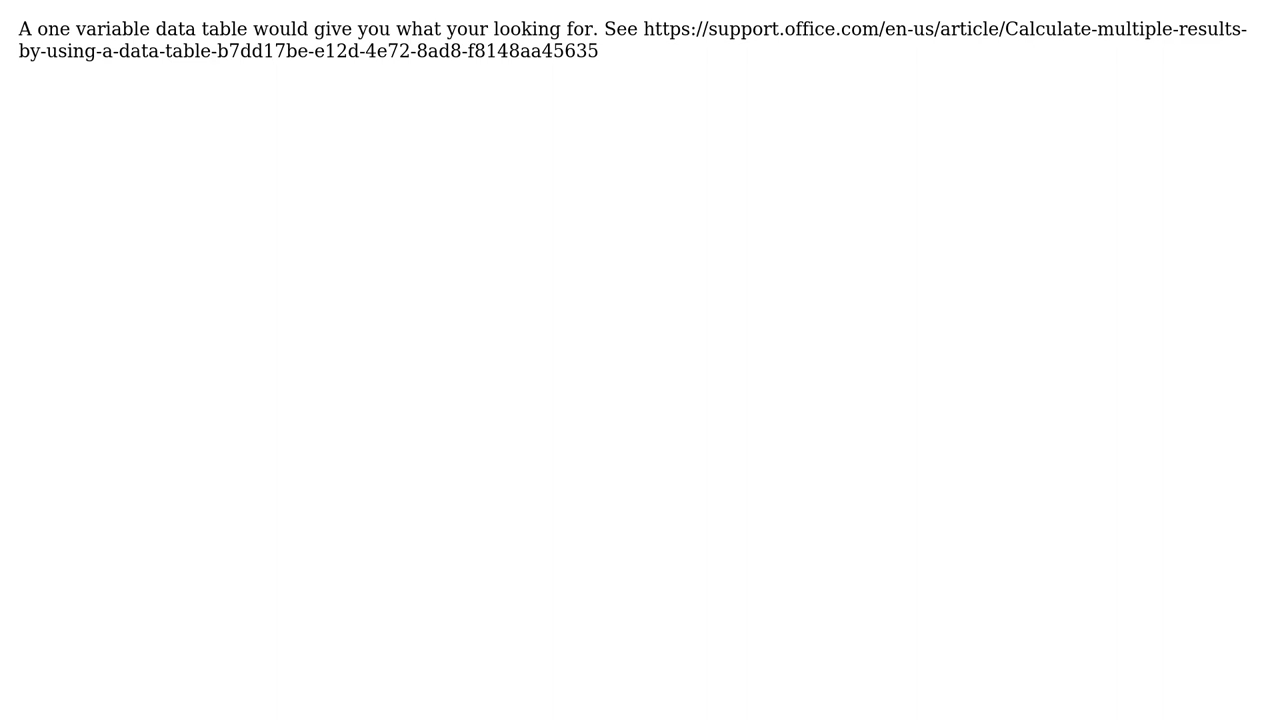 A one variable data table would give you what your looking for. See https://support.office.com/en-us/article/Calculate-multiple-results-
by-using-a-data-table-b7dd17be-e12d-4e72-8ad8-f8148aa45635